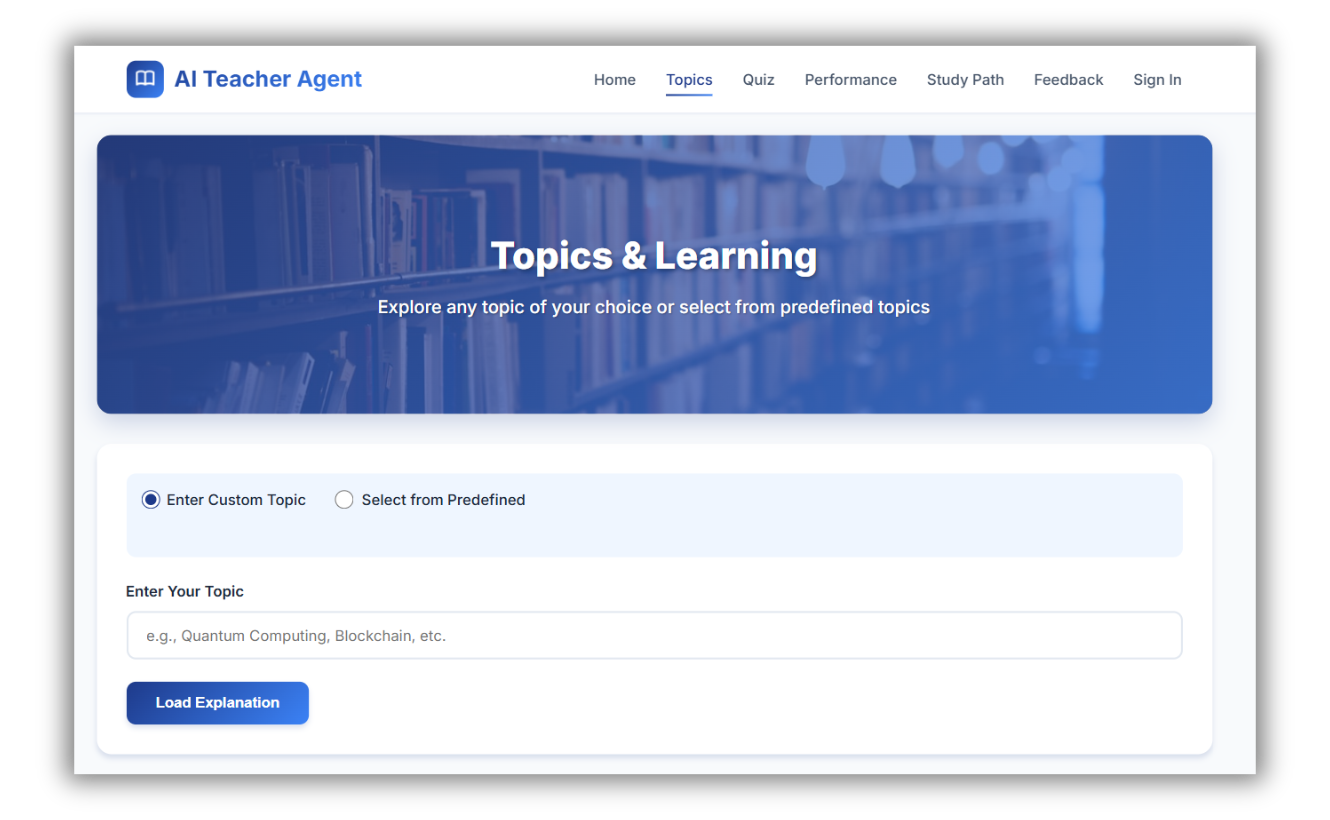 AI Teacher Agent
Home Topics Quiz Performance Study Path Feedback Sign In
Topics & Learning
Explore any topic of your choice or select from predefined topics
Enter Custom Topic Select from Predefined
Enter Your Topic
e.g., Quantum Computing, Blockchain, etc.
Load Explanation